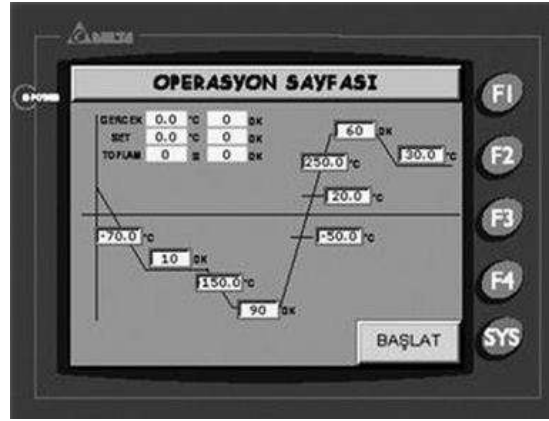 DELTA
POWER
OPERASYON SAYFASI
GERCEK 0.0 °C 0 DK
SET 0.0 °C 0 DK
TOPLAM 0 0 DK
60 DK
250.0 °C
30.0 °C
20.0 °C
-70.0 °C
-50.0 °C
10 DK
150.0 °C
90 DK
BAŞLAT
F1
F2
F3
F4
SYS